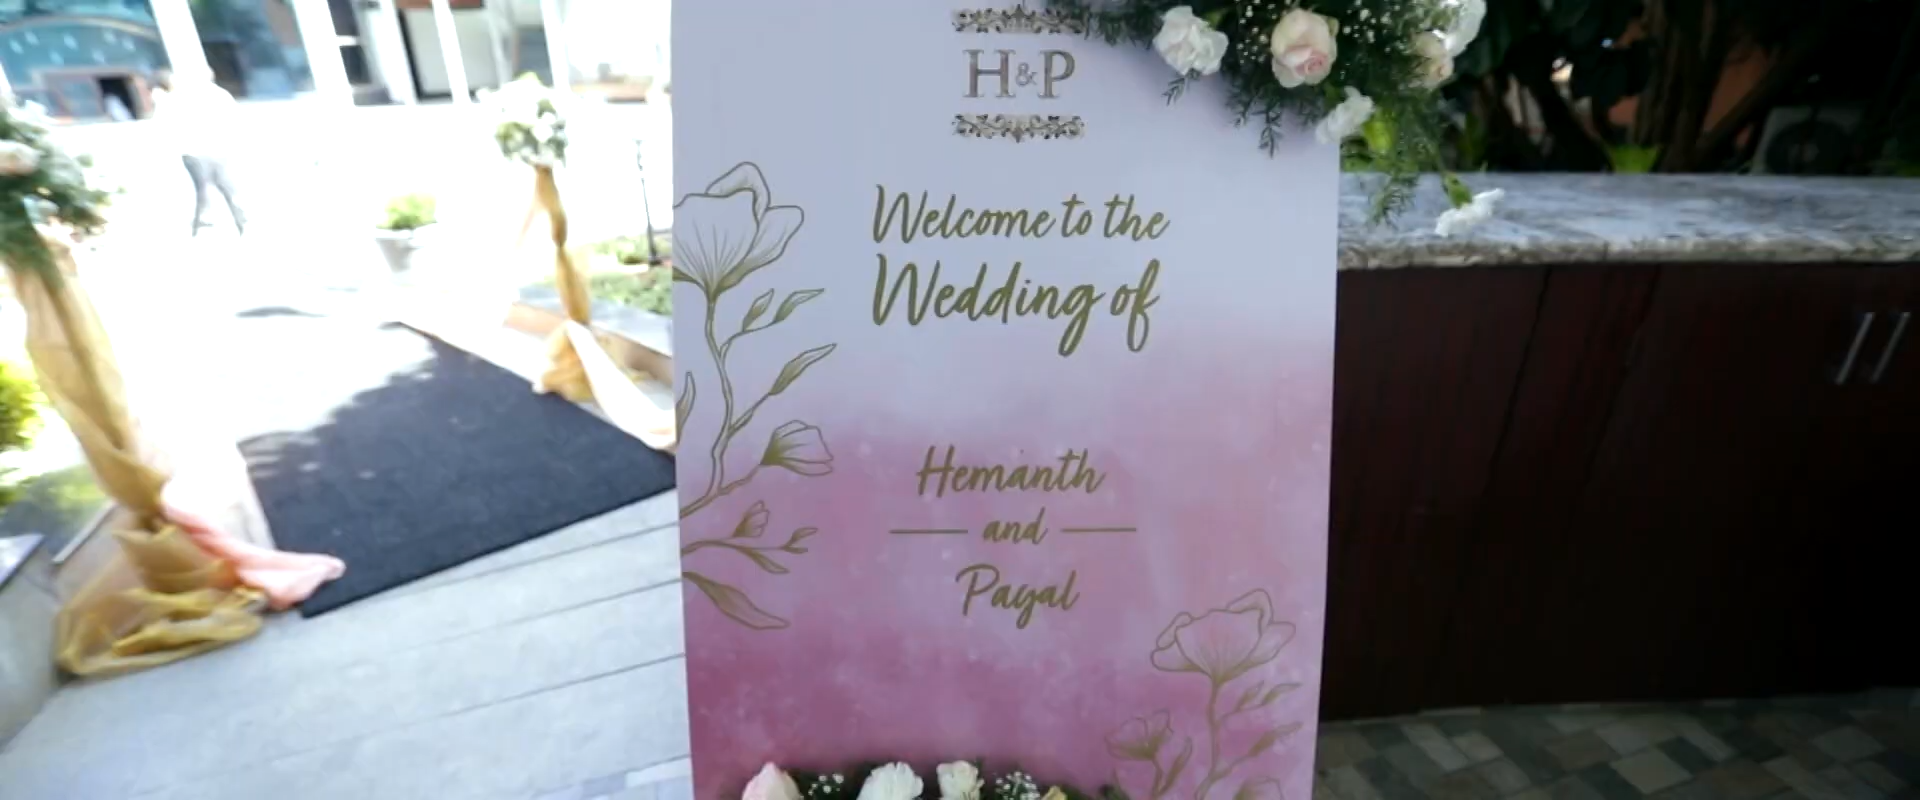 H&P
Welcome to the
Wedding of
Hemanth
and
Payal